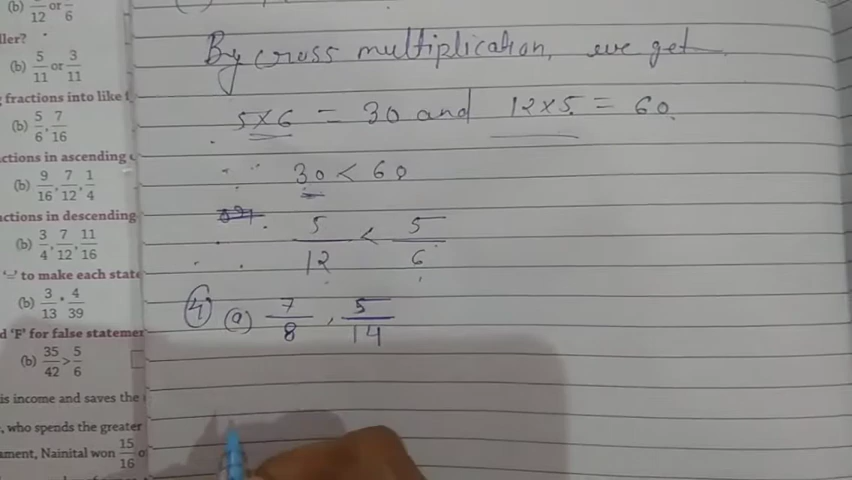 (b) /12 or /6
ller?
(b) 5/11 or 3/11
g fractions into like f
(b) 5/6, 7/16
actions in ascending
(b) 9/16, 7/12, 1/4
actions in descending
(b) 3/4, 7/12, 11/16
'=' to make each state
(b) 3/13 * 4/39
d 'F' for false statemen
(b) 35/42 > 5/6
is income and saves the
, who spends the greater
ament, Nainital won 15/16 o
By cross multiplication, we get
5×6 = 30 and 12×5 = 60
30 < 60
5/12 < 5/6
4) (a) 7/8, 5/14